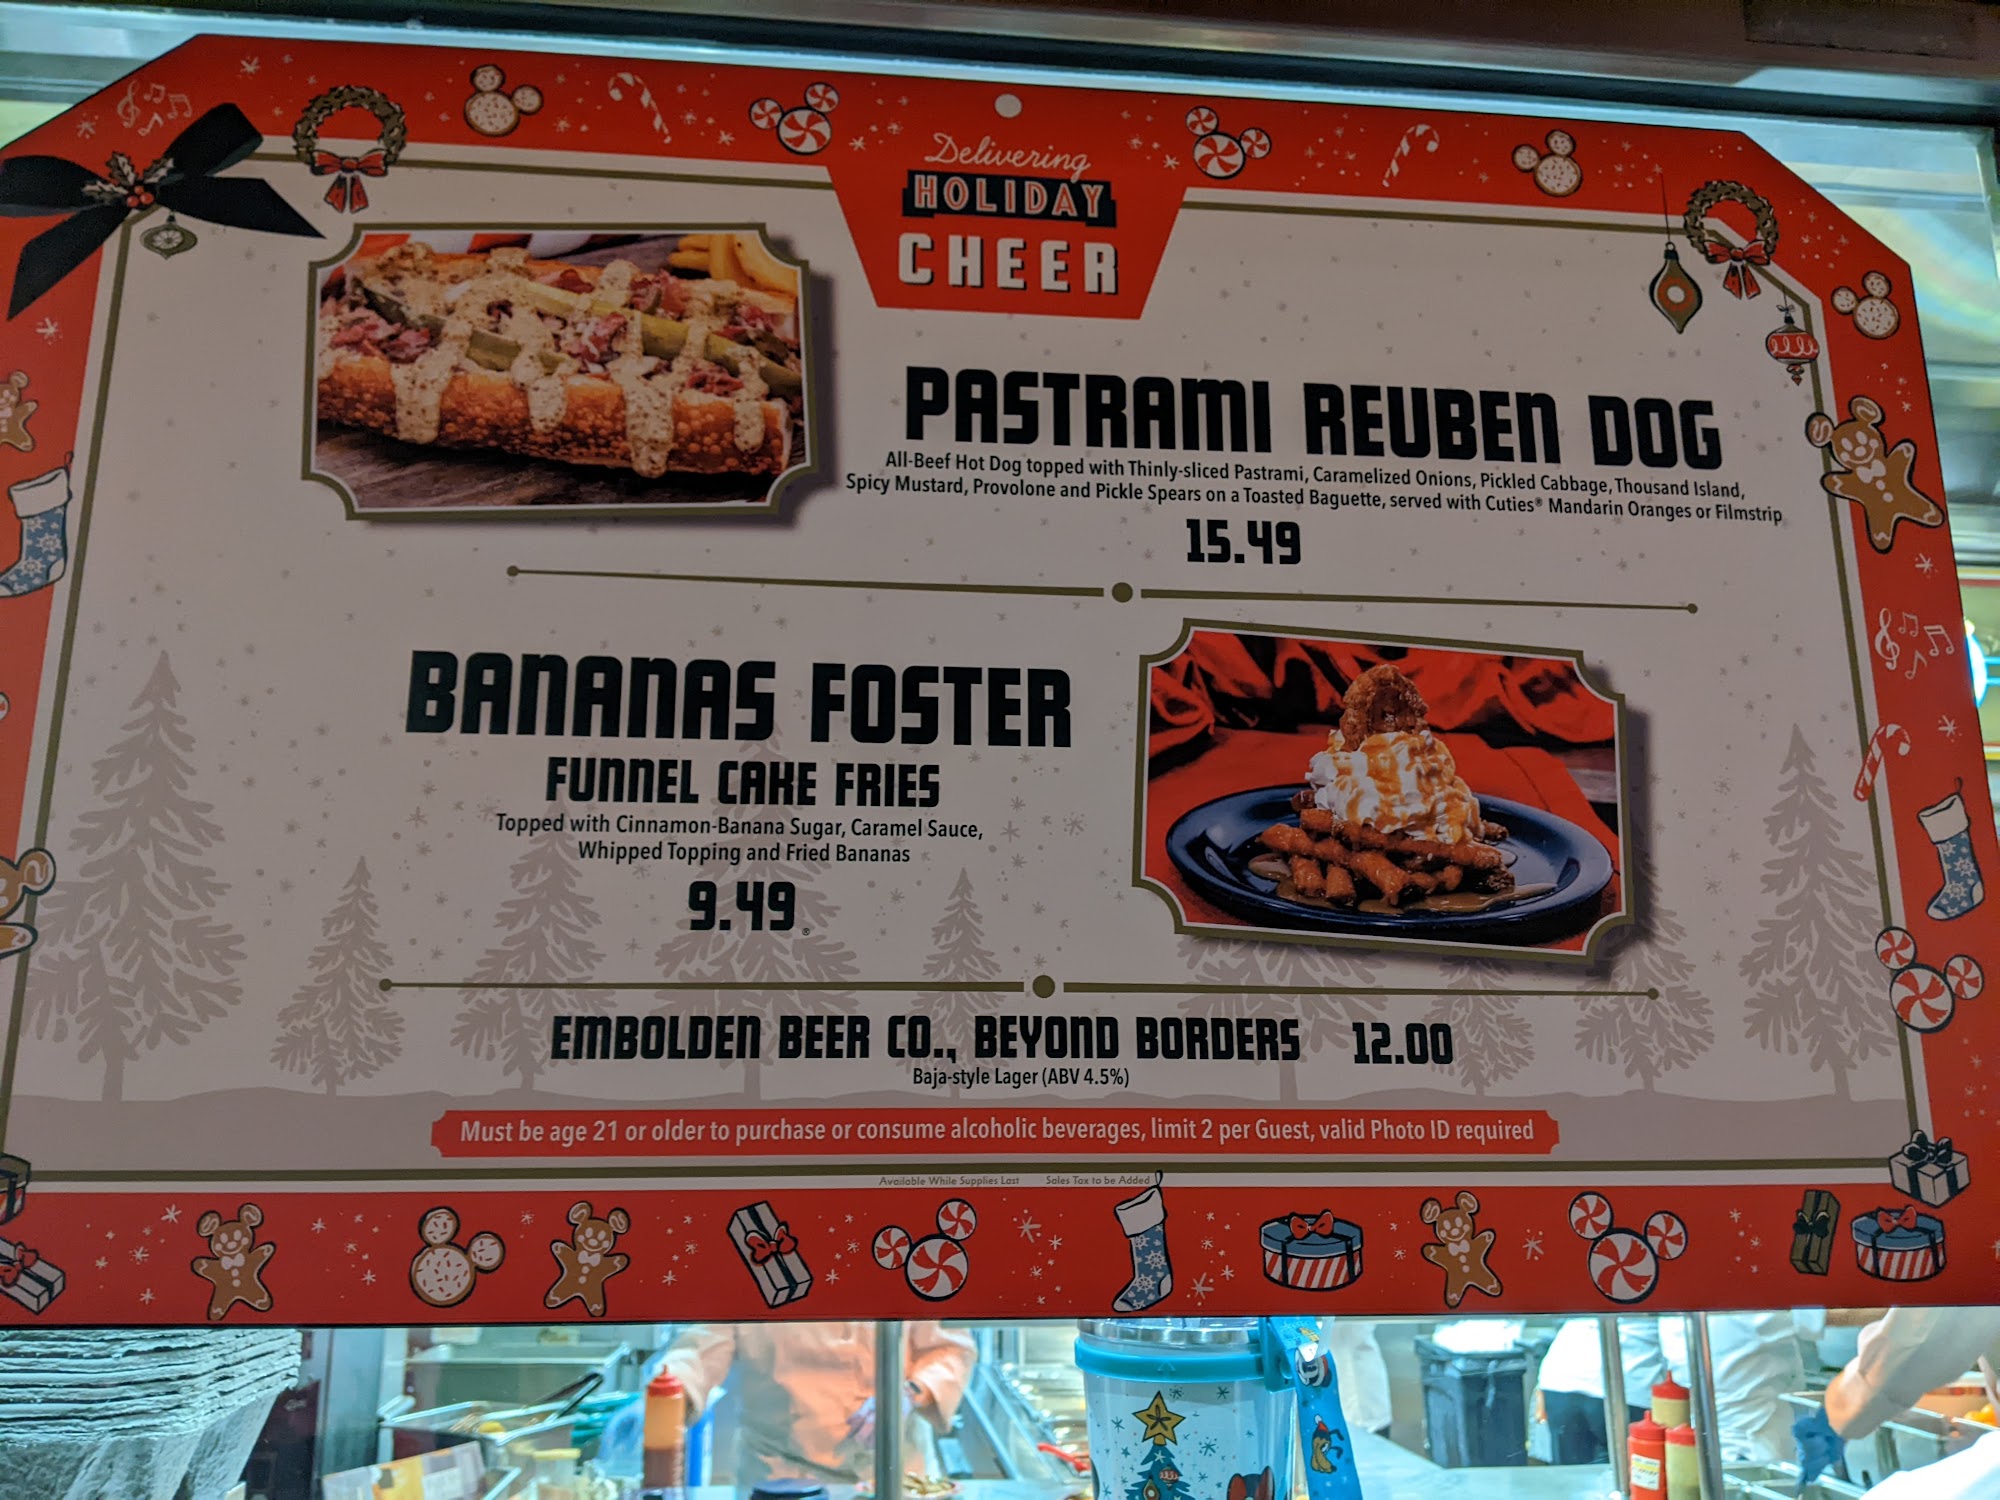 Delivering
HOLIDAY
CHEER
PASTRAMI REUBEN DOG
All-Beef Hot Dog topped with Thinly-sliced Pastrami, Caramelized Onions, Pickled Cabbage, Thousand Island,
Spicy Mustard, Provolone and Pickle Spears on a Toasted Baguette, served with Cuties® Mandarin Oranges or Filmstrip
15.49
BANANAS FOSTER
FUNNEL CAKE FRIES
Topped with Cinnamon-Banana Sugar, Caramel Sauce,
Whipped Topping and Fried Bananas
9.49
EMBOLDEN BEER CO., BEYOND BORDERS 12.00
Baja-style Lager (ABV 4.5%)
Must be age 21 or older to purchase or consume alcoholic beverages, limit 2 per Guest, valid Photo ID required
Available While Supplies Last Sales Tax to be Added